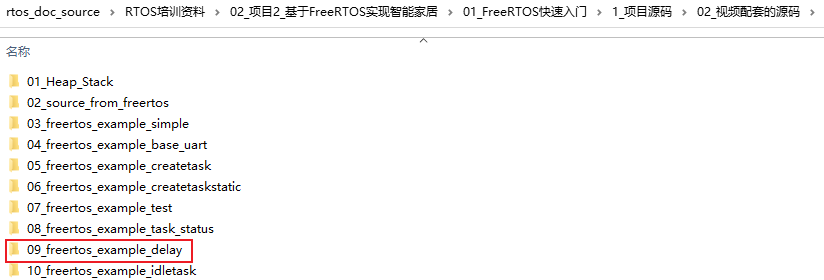 rtos_doc_source > RTOS培训资料 > 02_项目2_基于FreeRTOS实现智能家居 > 01_FreeRTOS快速入门 > 1_项目源码 > 02_视频配套的源码 >
名称
01_Heap_Stack
02_source_from_freertos
03_freertos_example_simple
04_freertos_example_base_uart
05_freertos_example_createtask
06_freertos_example_createtaskstatic
07_freertos_example_test
08_freertos_example_task_status
09_freertos_example_delay
10_freertos_example_idletask